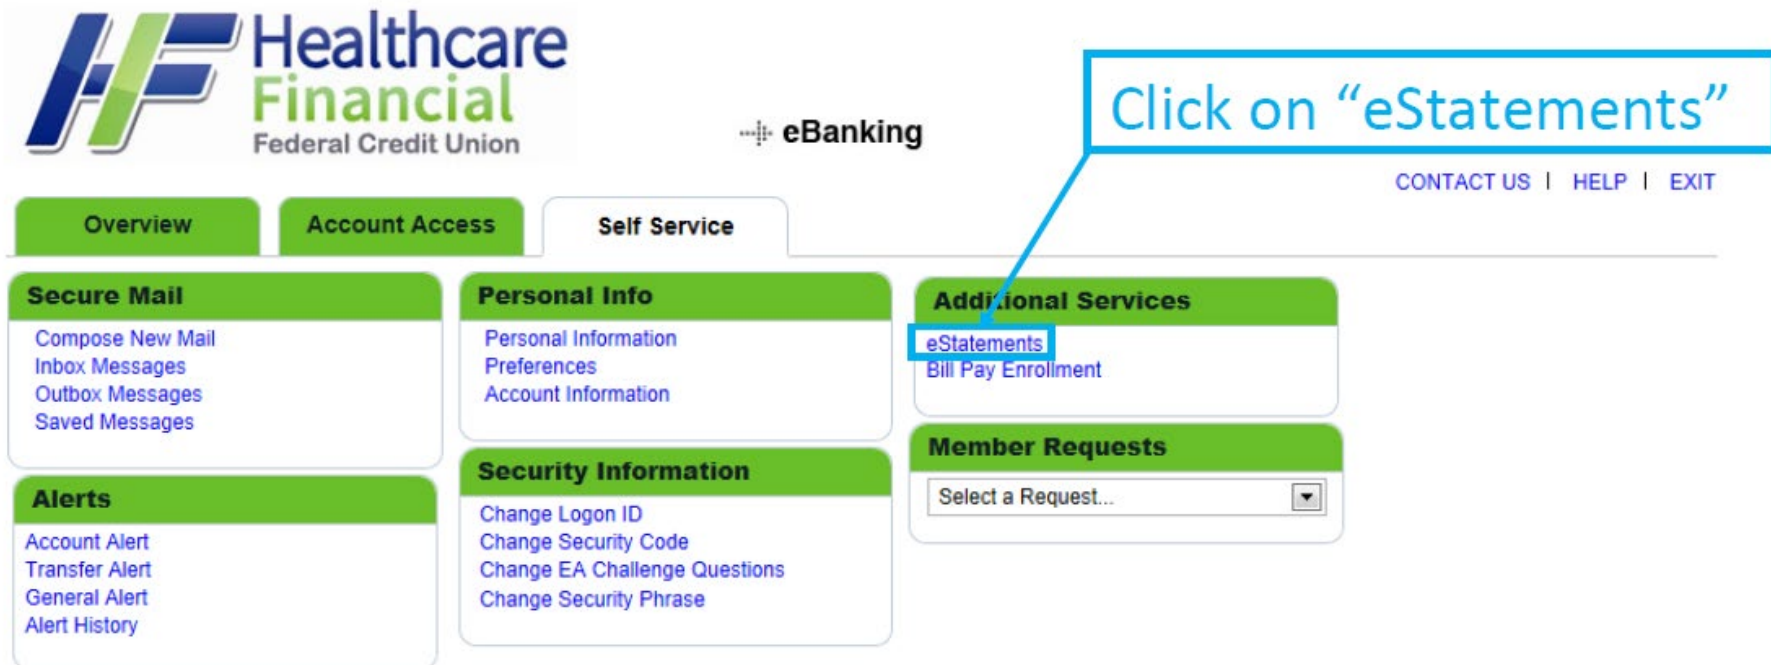 Healthcare
Financial
Federal Credit Union
eBanking
Click on “eStatements”
CONTACT US | HELP | EXIT
Overview
Account Access
Self Service
Secure Mail
Compose New Mail
Inbox Messages
Outbox Messages
Saved Messages
Alerts
Account Alert
Transfer Alert
General Alert
Alert History
Personal Info
Personal Information
Preferences
Account Information
Security Information
Change Logon ID
Change Security Code
Change EA Challenge Questions
Change Security Phrase
Additional Services
eStatements
Bill Pay Enrollment
Member Requests
Select a Request...